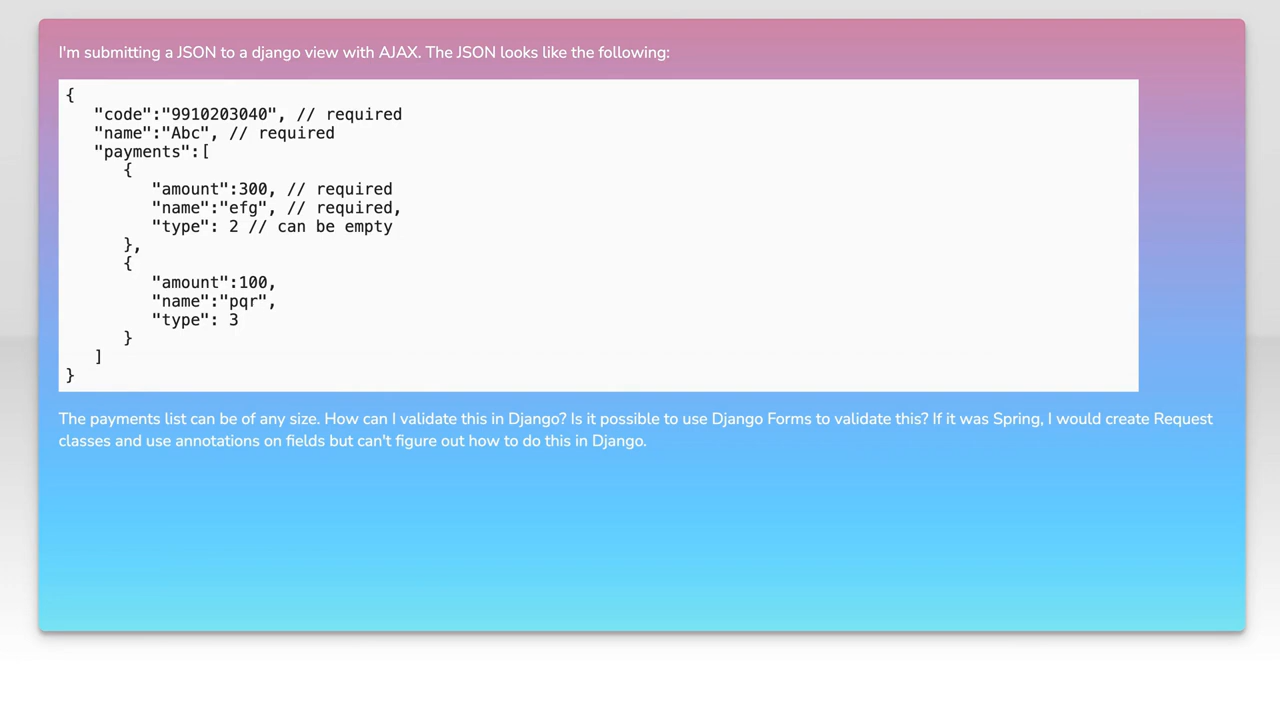 I'm submitting a JSON to a django view with AJAX. The JSON looks like the following:
{
   "code":"9910203040", // required
   "name":"Abc", // required
   "payments":[
      {
         "amount":300, // required
         "name":"efg", // required,
         "type": 2 // can be empty
      },
      {
         "amount":100,
         "name":"pqr",
         "type": 3
      }
   ]
}
The payments list can be of any size. How can I validate this in Django? Is it possible to use Django Forms to validate this? If it was Spring, I would create Request
classes and use annotations on fields but can't figure out how to do this in Django.